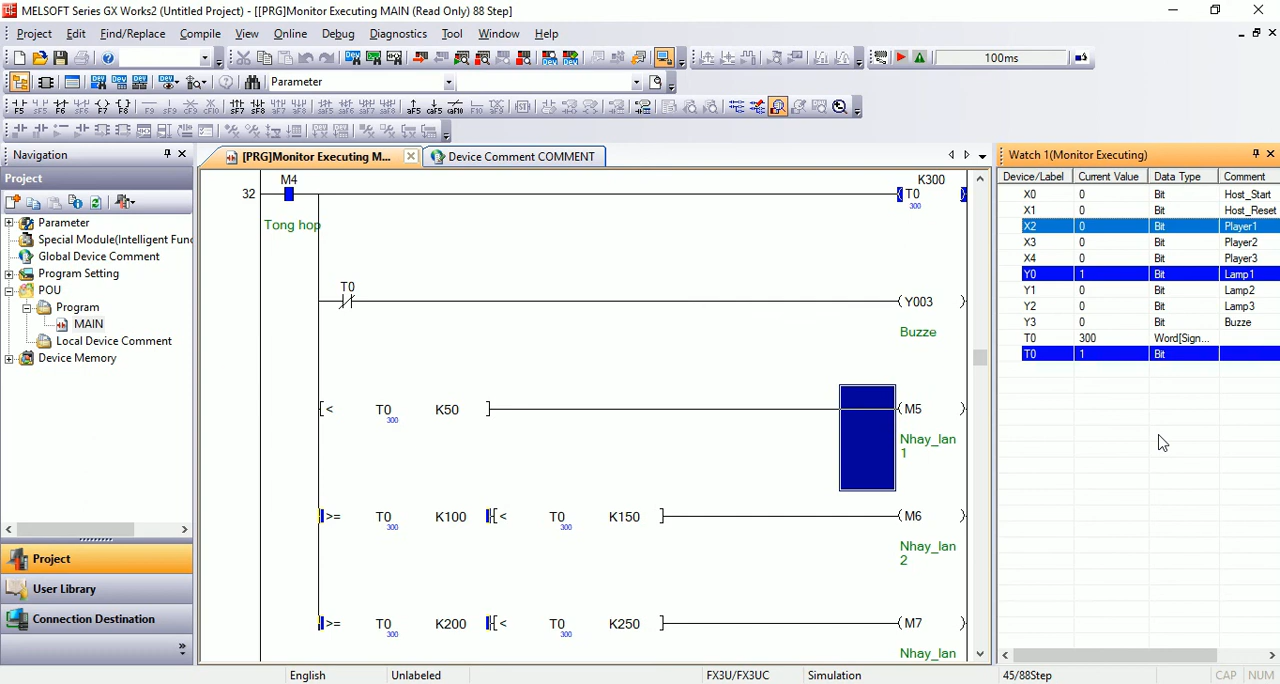 MELSOFT Series GX Works2 (Untitled Project) - [[PRG]Monitor Executing MAIN (Read Only) 88 Step]
Project Edit Find/Replace Compile View Online Debug Diagnostics Tool Window Help
100ms
Parameter
Navigation
[PRG]Monitor Executing M...
Device Comment COMMENT
Watch 1(Monitor Executing)
Project
Device/Label Current Value Data Type Comment
X0 0 Bit Host_Start
X1 0 Bit Host_Reset
X2 0 Bit Player1
X3 0 Bit Player2
X4 0 Bit Player3
Y0 1 Bit Lamp1
Y1 0 Bit Lamp2
Y2 0 Bit Lamp3
Y3 0 Bit Buzze
T0 300 Word[Sign...
T0 1 Bit
Parameter
Special Module(Intelligent Func
Global Device Comment
Program Setting
POU
Program
MAIN
Local Device Comment
Device Memory
Project
User Library
Connection Destination
M4 K300
32 T0
300
Tong hop
T0
Y003
Buzze
< T0 K50 M5
300
Nhay_lan
1
>= T0 K100 < T0 K150 M6
300 300
Nhay_lan
2
>= T0 K200 < T0 K250 M7
300 300
Nhay_lan
English Unlabeled FX3U/FX3UC Simulation 45/88Step CAP NUM